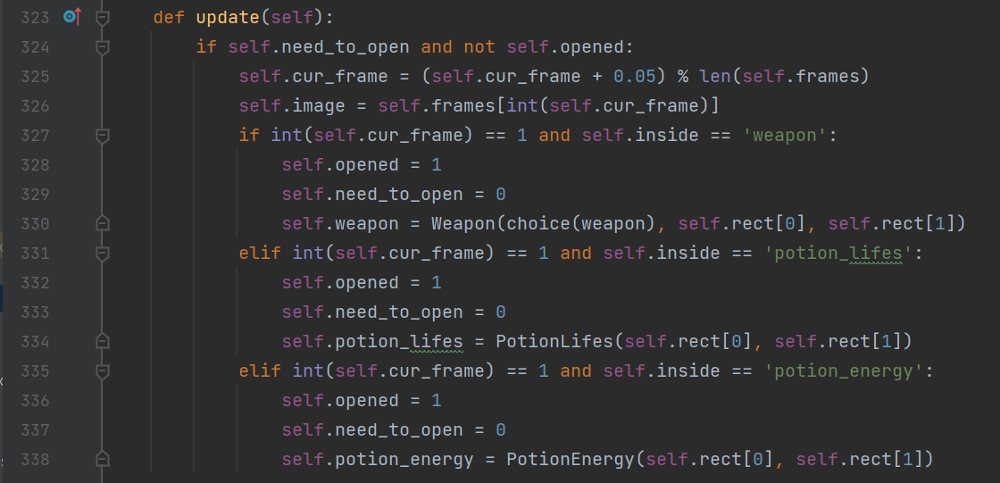 323 def update(self):
324 if self.need_to_open and not self.opened:
325 self.cur_frame = (self.cur_frame + 0.05) % len(self.frames)
326 self.image = self.frames[int(self.cur_frame)]
327 if int(self.cur_frame) == 1 and self.inside == 'weapon':
328 self.opened = 1
329 self.need_to_open = 0
330 self.weapon = Weapon(choice(weapon), self.rect[0], self.rect[1])
331 elif int(self.cur_frame) == 1 and self.inside == 'potion_lifes':
332 self.opened = 1
333 self.need_to_open = 0
334 self.potion_lifes = PotionLifes(self.rect[0], self.rect[1])
335 elif int(self.cur_frame) == 1 and self.inside == 'potion_energy':
336 self.opened = 1
337 self.need_to_open = 0
338 self.potion_energy = PotionEnergy(self.rect[0], self.rect[1])